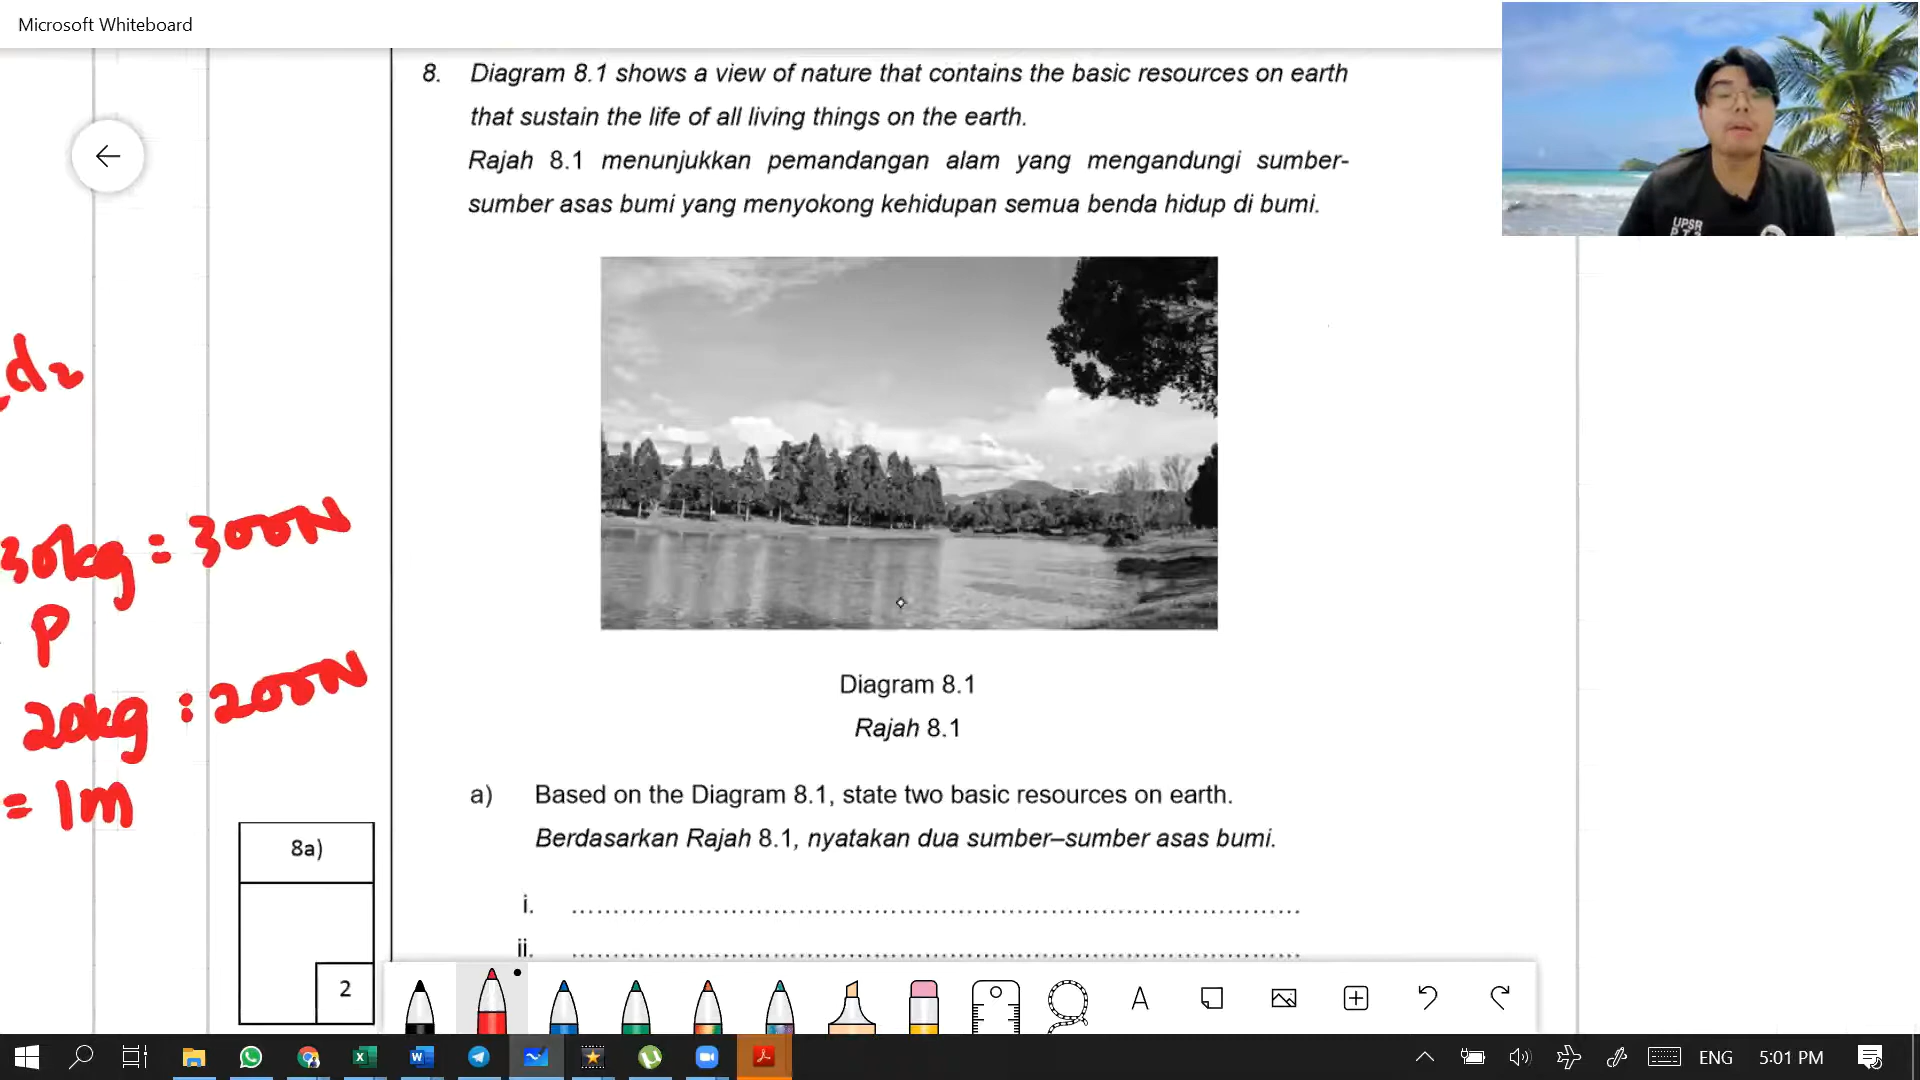 Microsoft Whiteboard
8. Diagram 8.1 shows a view of nature that contains the basic resources on earth
that sustain the life of all living things on the earth.
Rajah 8.1 menunjukkan pemandangan alam yang mengandungi sumber-
sumber asas bumi yang menyokong kehidupan semua benda hidup di bumi.
UPSR
d2
30kg = 300N
P
20kg = 200N
= 1m
Diagram 8.1
Rajah 8.1
a) Based on the Diagram 8.1, state two basic resources on earth.
Berdasarkan Rajah 8.1, nyatakan dua sumber–sumber asas bumi.
8a)
i. ................................................................
ii. ................................................................
2
A
ENG 5:01 PM